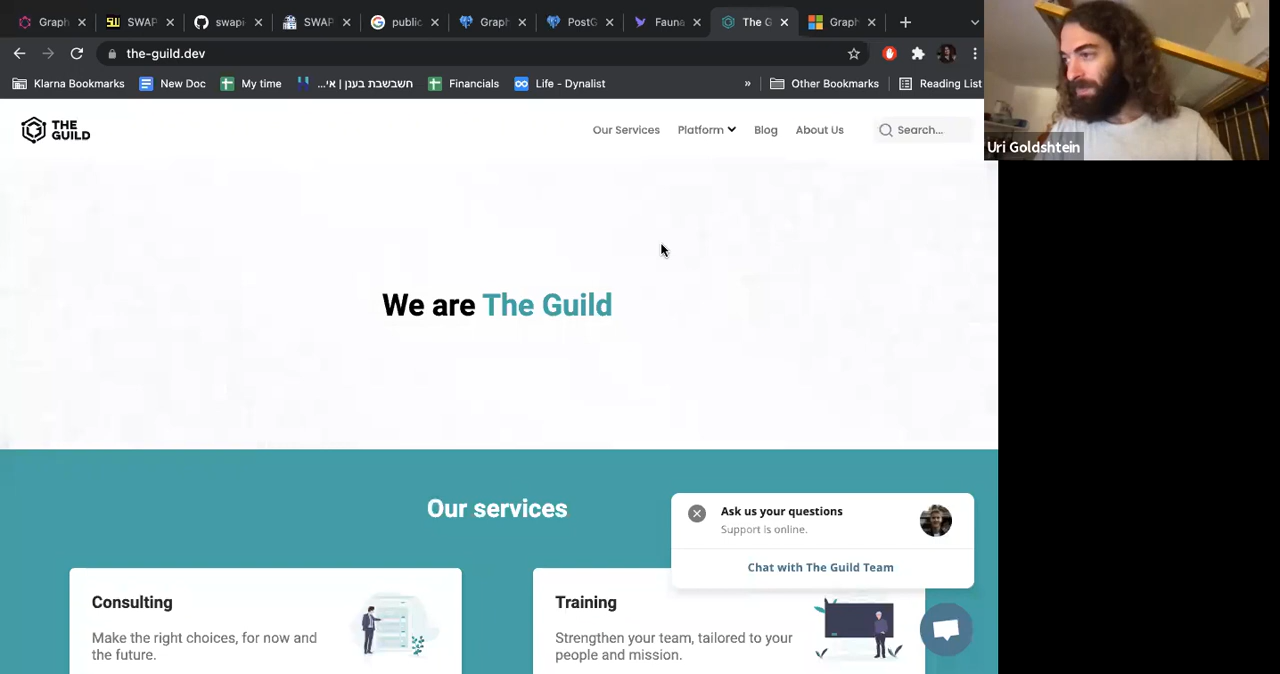 Graph
SWAP
swapi
SWAP
public
Graph
PostG
Fauna
The G
Graph
the-guild.dev
Klarna Bookmarks
New Doc
My time
חשבשבת בענן | אי...
Financials
Life - Dynalist
»
Other Bookmarks
Reading List
Uri Goldshtein
THE
GUILD
Our Services
Platform
Blog
About Us
Search...
We are The Guild
Our services
Ask us your questions
Support is online.
Chat with The Guild Team
Consulting
Make the right choices, for now and
the future.
Training
Strengthen your team, tailored to your
people and mission.